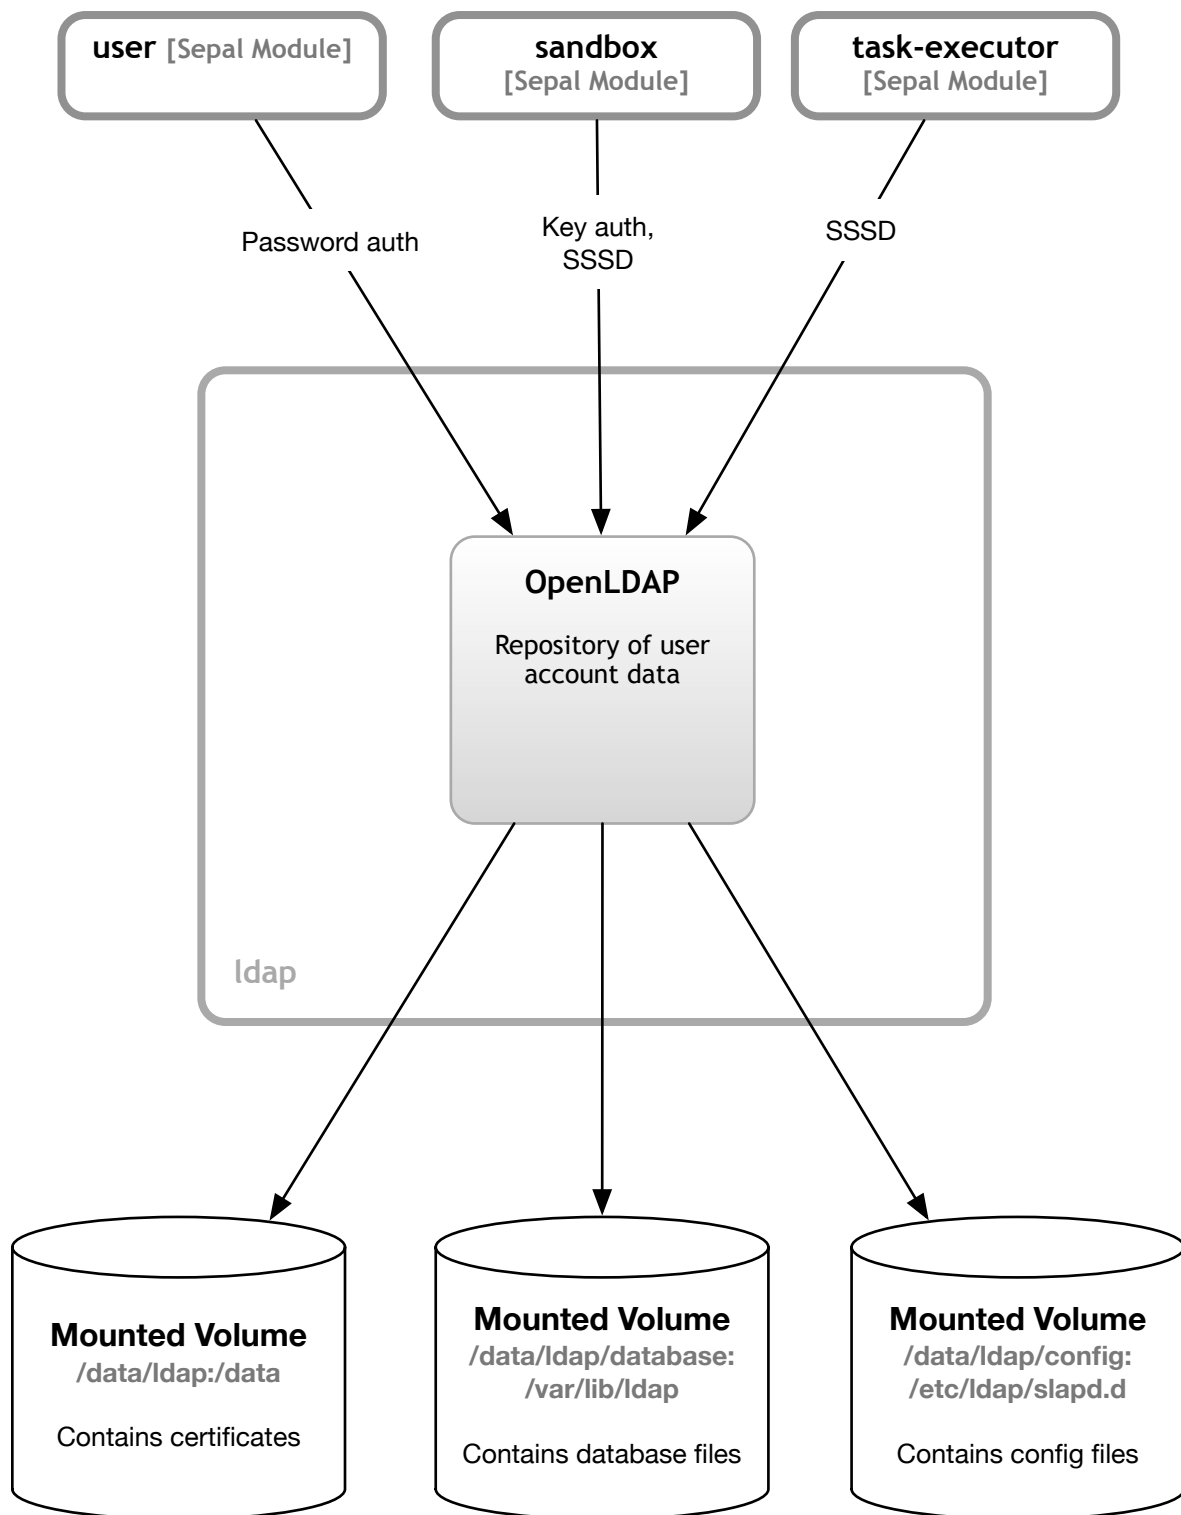 user [Sepal Module]
sandbox
[Sepal Module]
task-executor
[Sepal Module]
Password auth
Key auth,
SSSD
SSSD
OpenLDAP
Repository of user
account data
ldap
Mounted Volume
/data/ldap:/data
Contains certificates
Mounted Volume
/data/ldap/database:
/var/lib/ldap
Contains database files
Mounted Volume
/data/ldap/config:
/etc/ldap/slapd.d
Contains config files